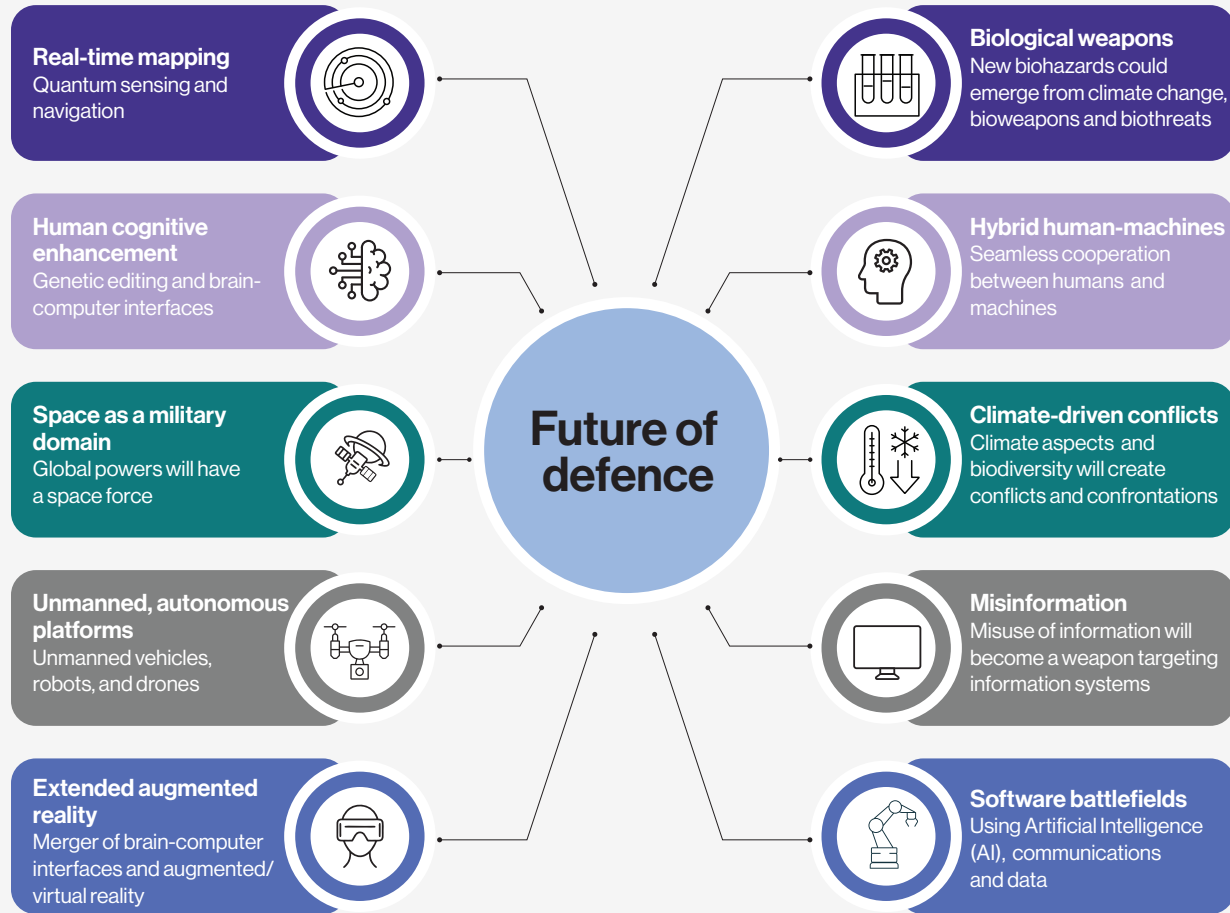 Real-time mapping
Quantum sensing and
navigation
Human cognitive
enhancement
Genetic editing and brain-
computer interfaces
Space as a military
domain
Global powers will have
a space force
Unmanned, autonomous
platforms
Unmanned vehicles,
robots, and drones
Extended augmented
reality
Merger of brain-computer
interfaces and augmented/
virtual reality
Future of
defence
Biological weapons
New biohazards could
emerge from climate change,
bioweapons and biothreats
Hybrid human-machines
Seamless cooperation
between humans and
machines
Climate-driven conflicts
Climate aspects and
biodiversity will create
conflicts and confrontations
Misinformation
Misuse of information will
become a weapon targeting
information systems
Software battlefields
Using Artificial Intelligence
(AI), communications
and data